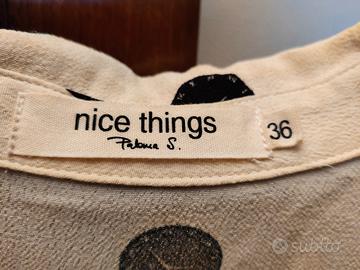 nice things
Paloma S.
36
subito